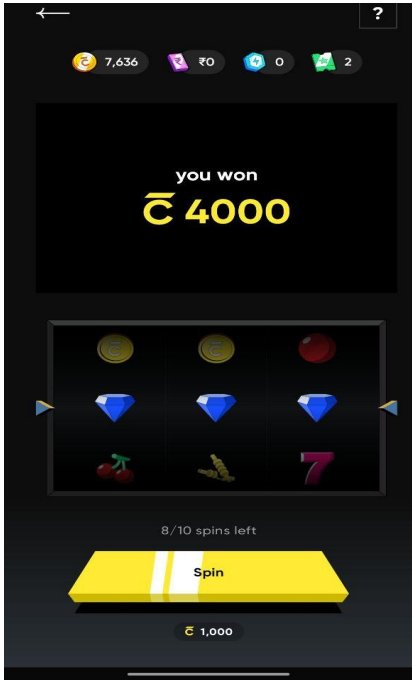 ?
7,636 ₹0 0 2
you won
C̅ 4000
8/10 spins left
Spin
C̅ 1,000